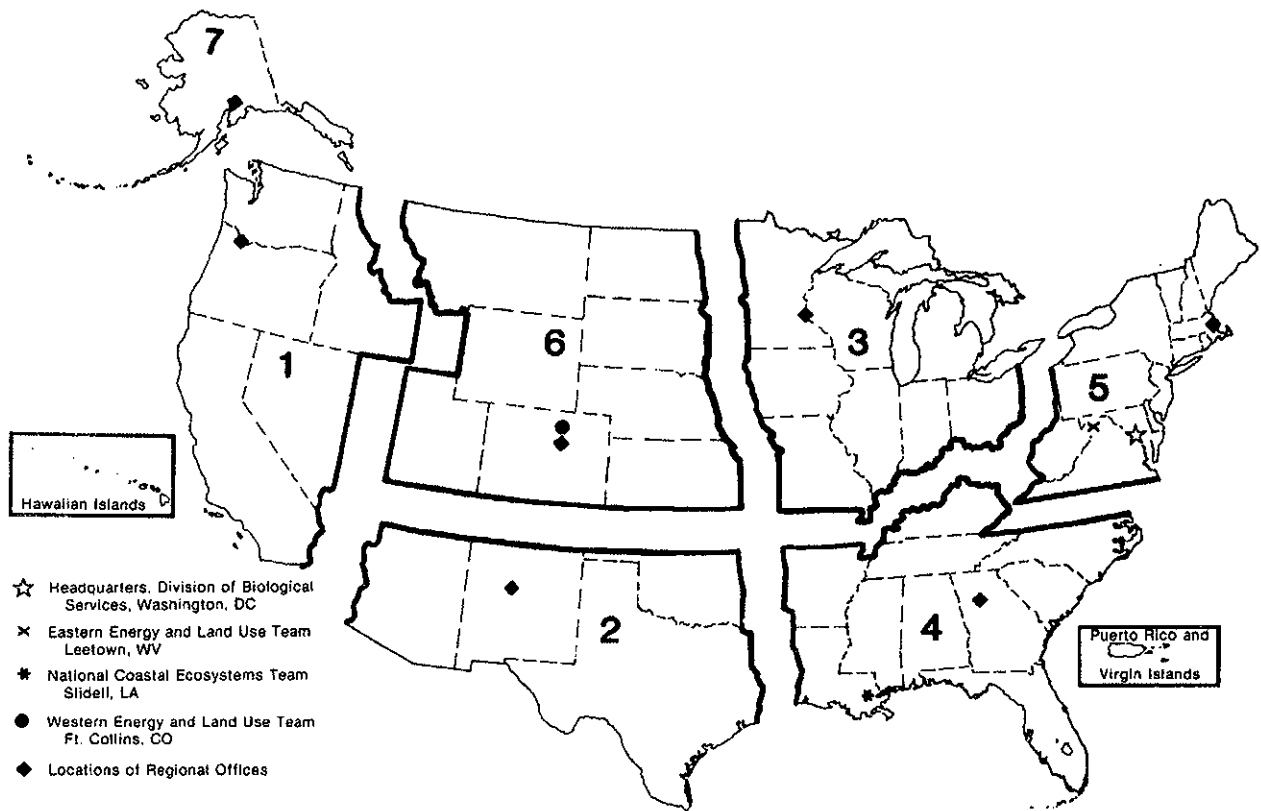 7
1
6
3
5
Hawaiian Islands
2
4
Puerto Rico and
Virgin Islands
Headquarters, Division of Biological
Services, Washington, DC
Eastern Energy and Land Use Team
Leetown, WV
National Coastal Ecosystems Team
Slidell, LA
Western Energy and Land Use Team
Ft. Collins, CO
Locations of Regional Offices